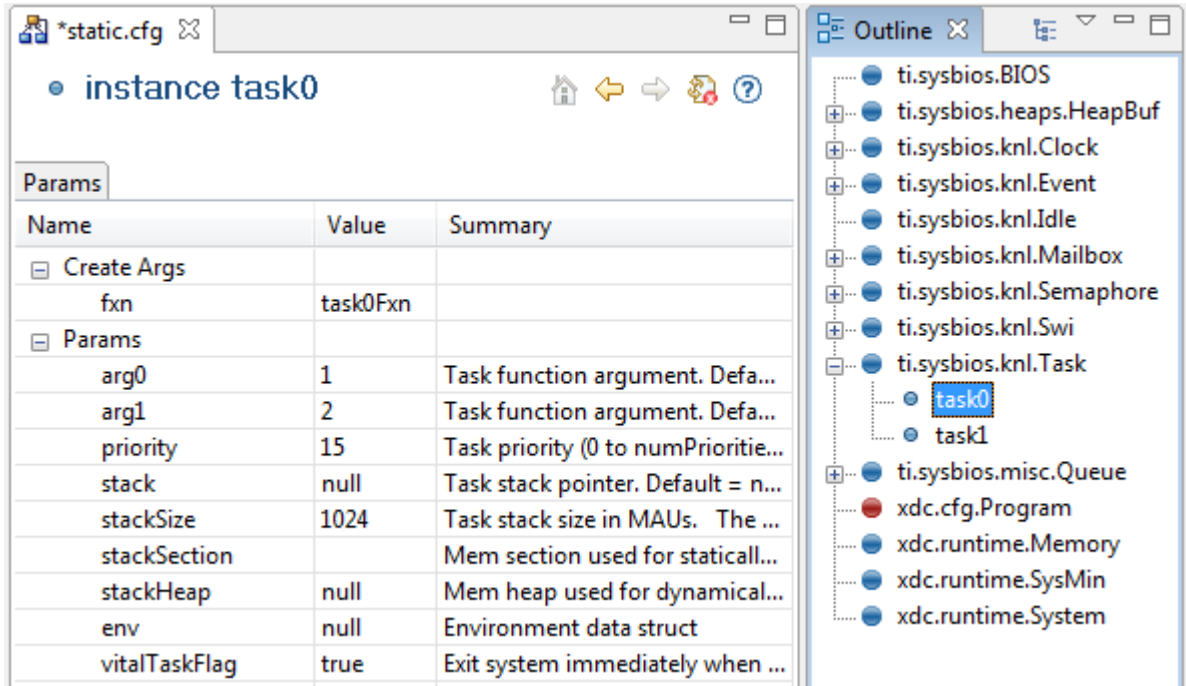 *static.cfg
instance task0
Params
Name Value Summary
Create Args
fxn task0Fxn
Params
arg0 1 Task function argument. Defa...
arg1 2 Task function argument. Defa...
priority 15 Task priority (0 to numPrioritie...
stack null Task stack pointer. Default = n...
stackSize 1024 Task stack size in MAUs. The ...
stackSection Mem section used for staticall...
stackHeap null Mem heap used for dynamical...
env null Environment data struct
vitalTaskFlag true Exit system immediately when ...
Outline
ti.sysbios.BIOS
ti.sysbios.heaps.HeapBuf
ti.sysbios.knl.Clock
ti.sysbios.knl.Event
ti.sysbios.knl.Idle
ti.sysbios.knl.Mailbox
ti.sysbios.knl.Semaphore
ti.sysbios.knl.Swi
ti.sysbios.knl.Task
task0
task1
ti.sysbios.misc.Queue
xdc.cfg.Program
xdc.runtime.Memory
xdc.runtime.SysMin
xdc.runtime.System